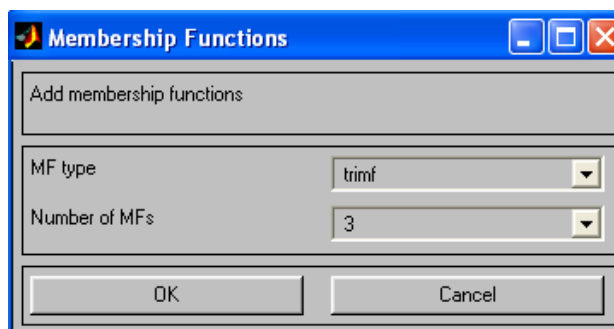 Membership Functions
Add membership functions
MF type
trimf
Number of MFs
3
OK Cancel